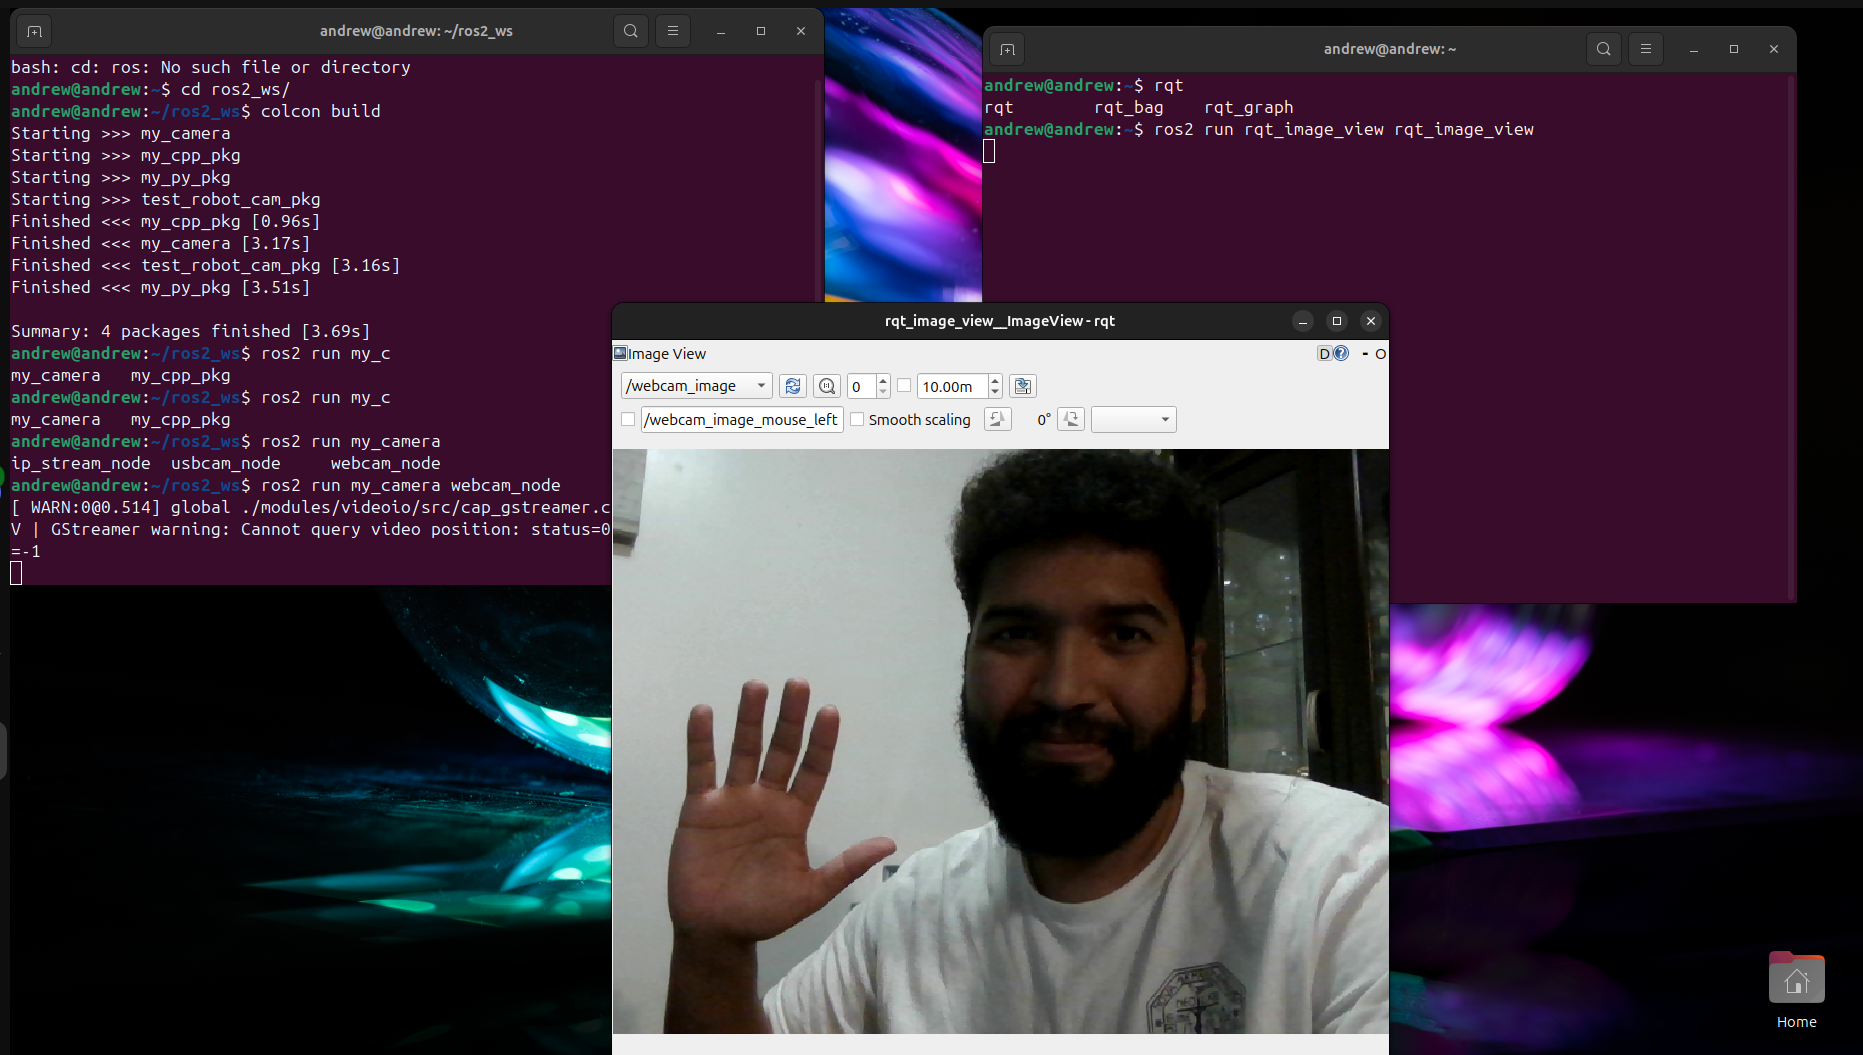 andrew@andrew: ~/ros2_ws
bash: cd: ros: No such file or directory
andrew@andrew:~$ cd ros2_ws/
andrew@andrew:~/ros2_ws$ colcon build
Starting >>> my_camera
Starting >>> my_cpp_pkg
Starting >>> my_py_pkg
Starting >>> test_robot_cam_pkg
Finished <<< my_cpp_pkg [0.96s]
Finished <<< my_camera [3.17s]
Finished <<< test_robot_cam_pkg [3.16s]
Finished <<< my_py_pkg [3.51s]
Summary: 4 packages finished [3.69s]
andrew@andrew:~/ros2_ws$ ros2 run my_c
my_camera   my_cpp_pkg
andrew@andrew:~/ros2_ws$ ros2 run my_c
my_camera   my_cpp_pkg
andrew@andrew:~/ros2_ws$ ros2 run my_camera
ip_stream_node  usbcam_node     webcam_node
andrew@andrew:~/ros2_ws$ ros2 run my_camera webcam_node
[ WARN:0@0.514] global ./modules/videoio/src/cap_gstreamer.c
V | GStreamer warning: Cannot query video position: status=0
=-1
andrew@andrew: ~
andrew@andrew:~$ rqt
rqt        rqt_bag    rqt_graph
andrew@andrew:~$ ros2 run rqt_image_view rqt_image_view
rqt_image_view__ImageView - rqt
Image View D - O
/webcam_image 0 10.00m
/webcam_image_mouse_left Smooth scaling 0°
Home